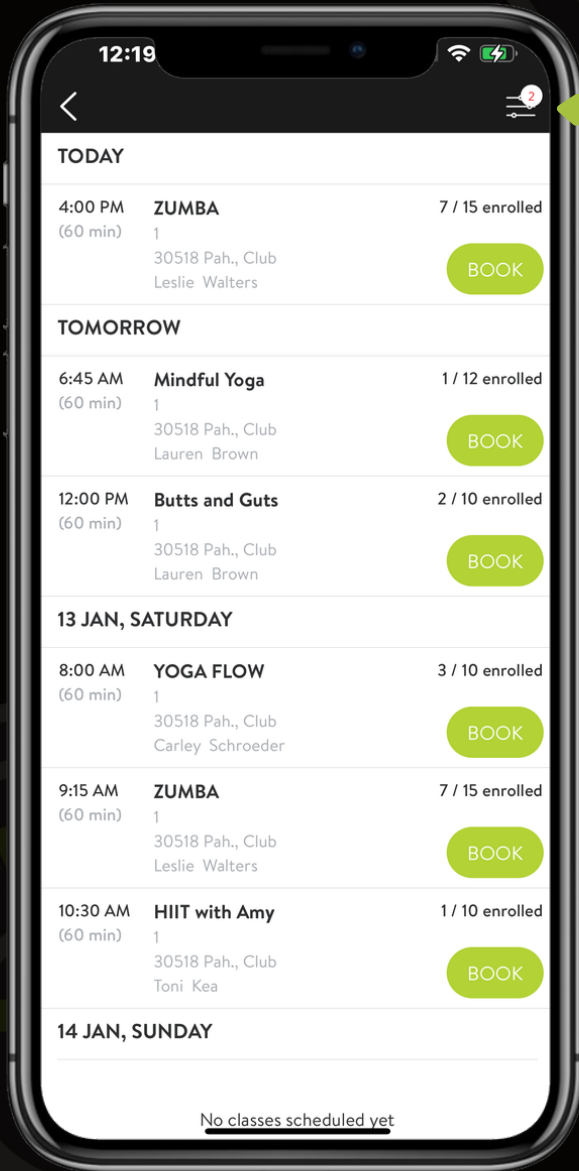 12:19
2
TODAY
4:00 PM ZUMBA 7 / 15 enrolled
(60 min) 1
30518 Pah., Club
Leslie Walters
BOOK
TOMORROW
6:45 AM Mindful Yoga 1 / 12 enrolled
(60 min) 1
30518 Pah., Club
Lauren Brown
BOOK
12:00 PM Butts and Guts 2 / 10 enrolled
(60 min) 1
30518 Pah., Club
Lauren Brown
BOOK
13 JAN, SATURDAY
8:00 AM YOGA FLOW 3 / 10 enrolled
(60 min) 1
30518 Pah., Club
Carley Schroeder
BOOK
9:15 AM ZUMBA 7 / 15 enrolled
(60 min) 1
30518 Pah., Club
Leslie Walters
BOOK
10:30 AM HIIT with Amy 1 / 10 enrolled
(60 min) 1
30518 Pah., Club
Toni Kea
BOOK
14 JAN, SUNDAY
No classes scheduled yet